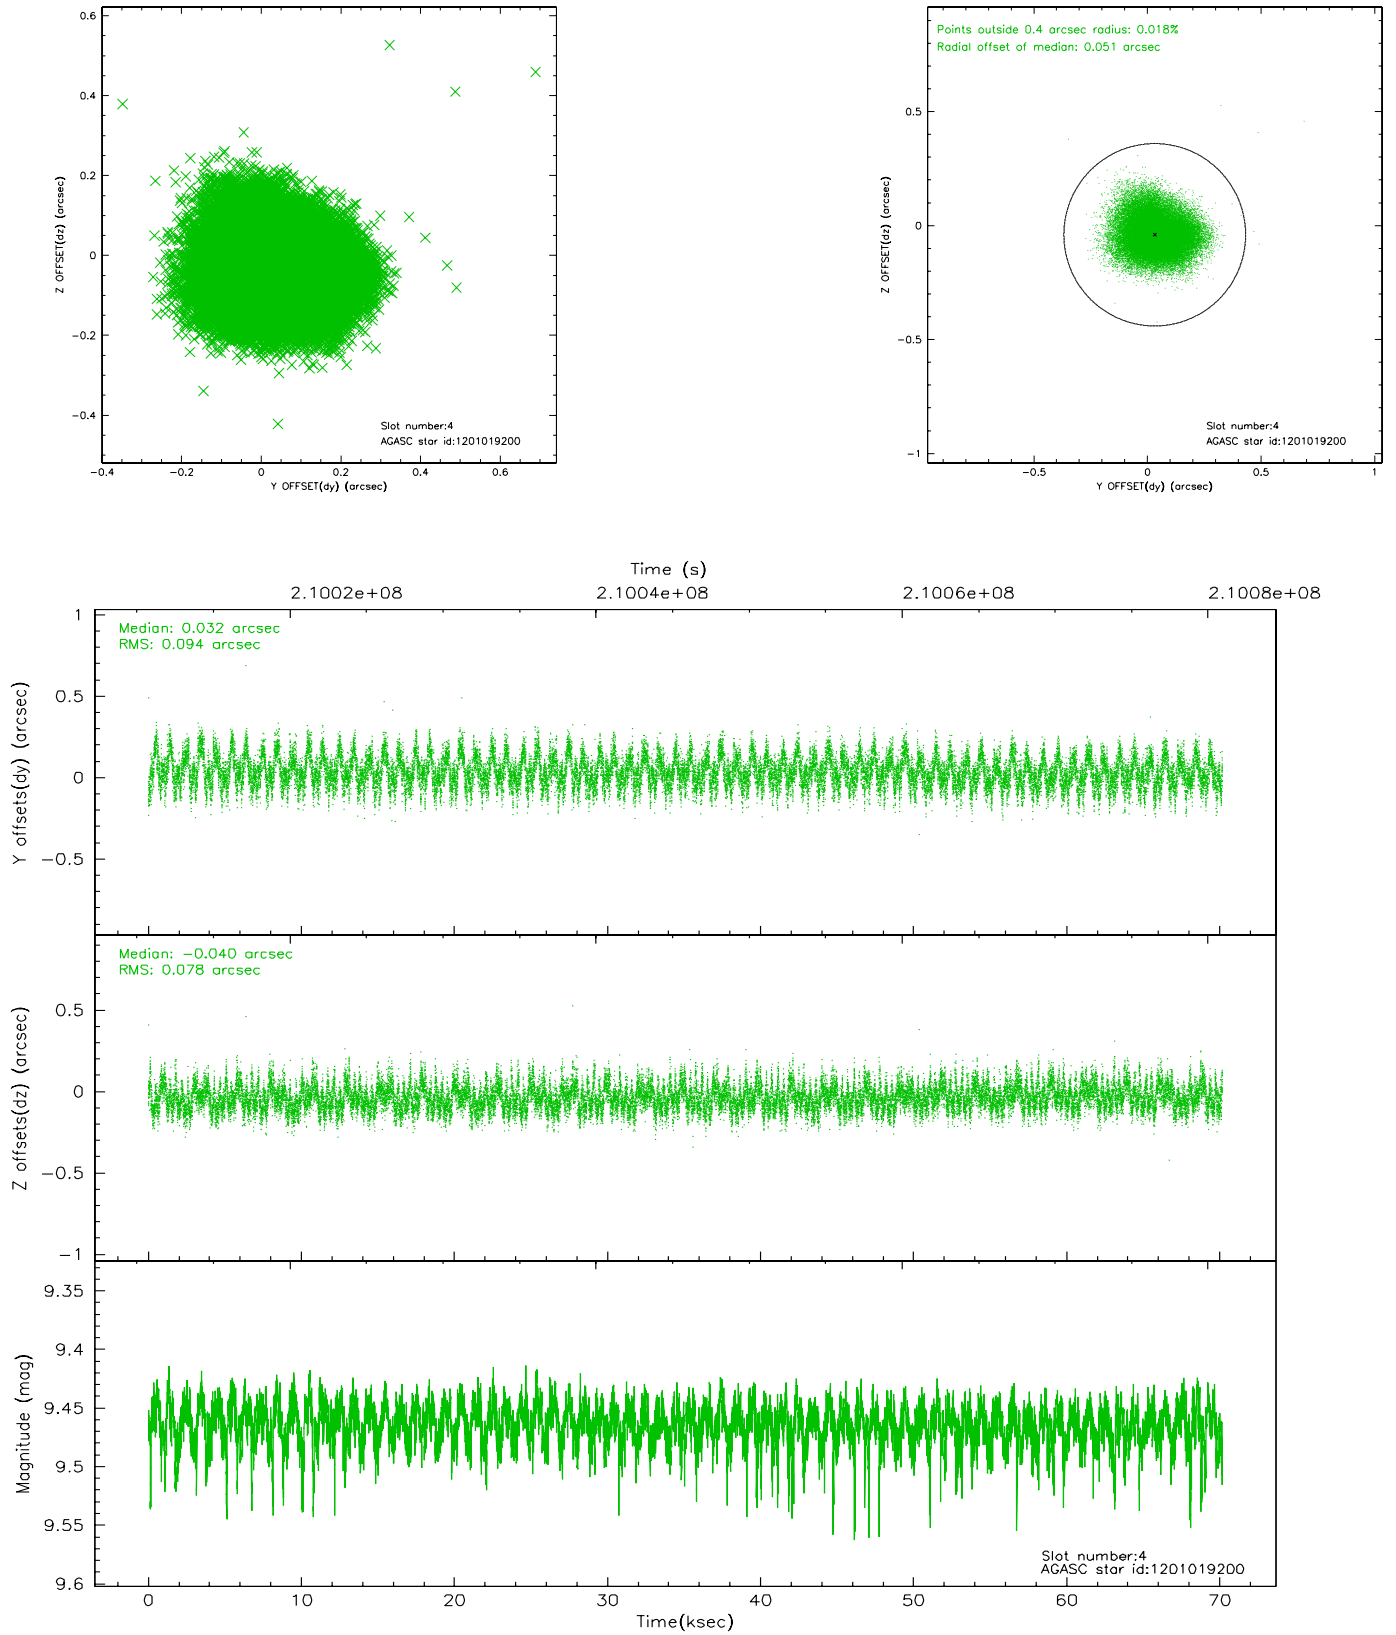 0.6
0.4
0.2
0
−0.2
−0.4
Z OFFSET(dz) (arcsec)
−0.4 −0.2 0 0.2 0.4 0.6
Y OFFSET(dy) (arcsec)
Slot number:4
AGASC star id:1201019200
Points outside 0.4 arcsec radius: 0.018%
Radial offset of median: 0.051 arcsec
0.5
0
−0.5
−1
Z OFFSET(dz) (arcsec)
−0.5 0 0.5 1
Y OFFSET(dy) (arcsec)
Slot number:4
AGASC star id:1201019200
Time (s)
2.1002e+08 2.1004e+08 2.1006e+08 2.1008e+08
Median: 0.032 arcsec
RMS: 0.094 arcsec
1
0.5
0
−0.5
Y offsets(dy) (arcsec)
Median: −0.040 arcsec
RMS: 0.078 arcsec
0.5
0
−0.5
−1
Z offsets(dz) (arcsec)
9.35
9.4
9.45
9.5
9.55
9.6
Magnitude (mag)
Slot number:4
AGASC star id:1201019200
0 10 20 30 40 50 60 70
Time(ksec)